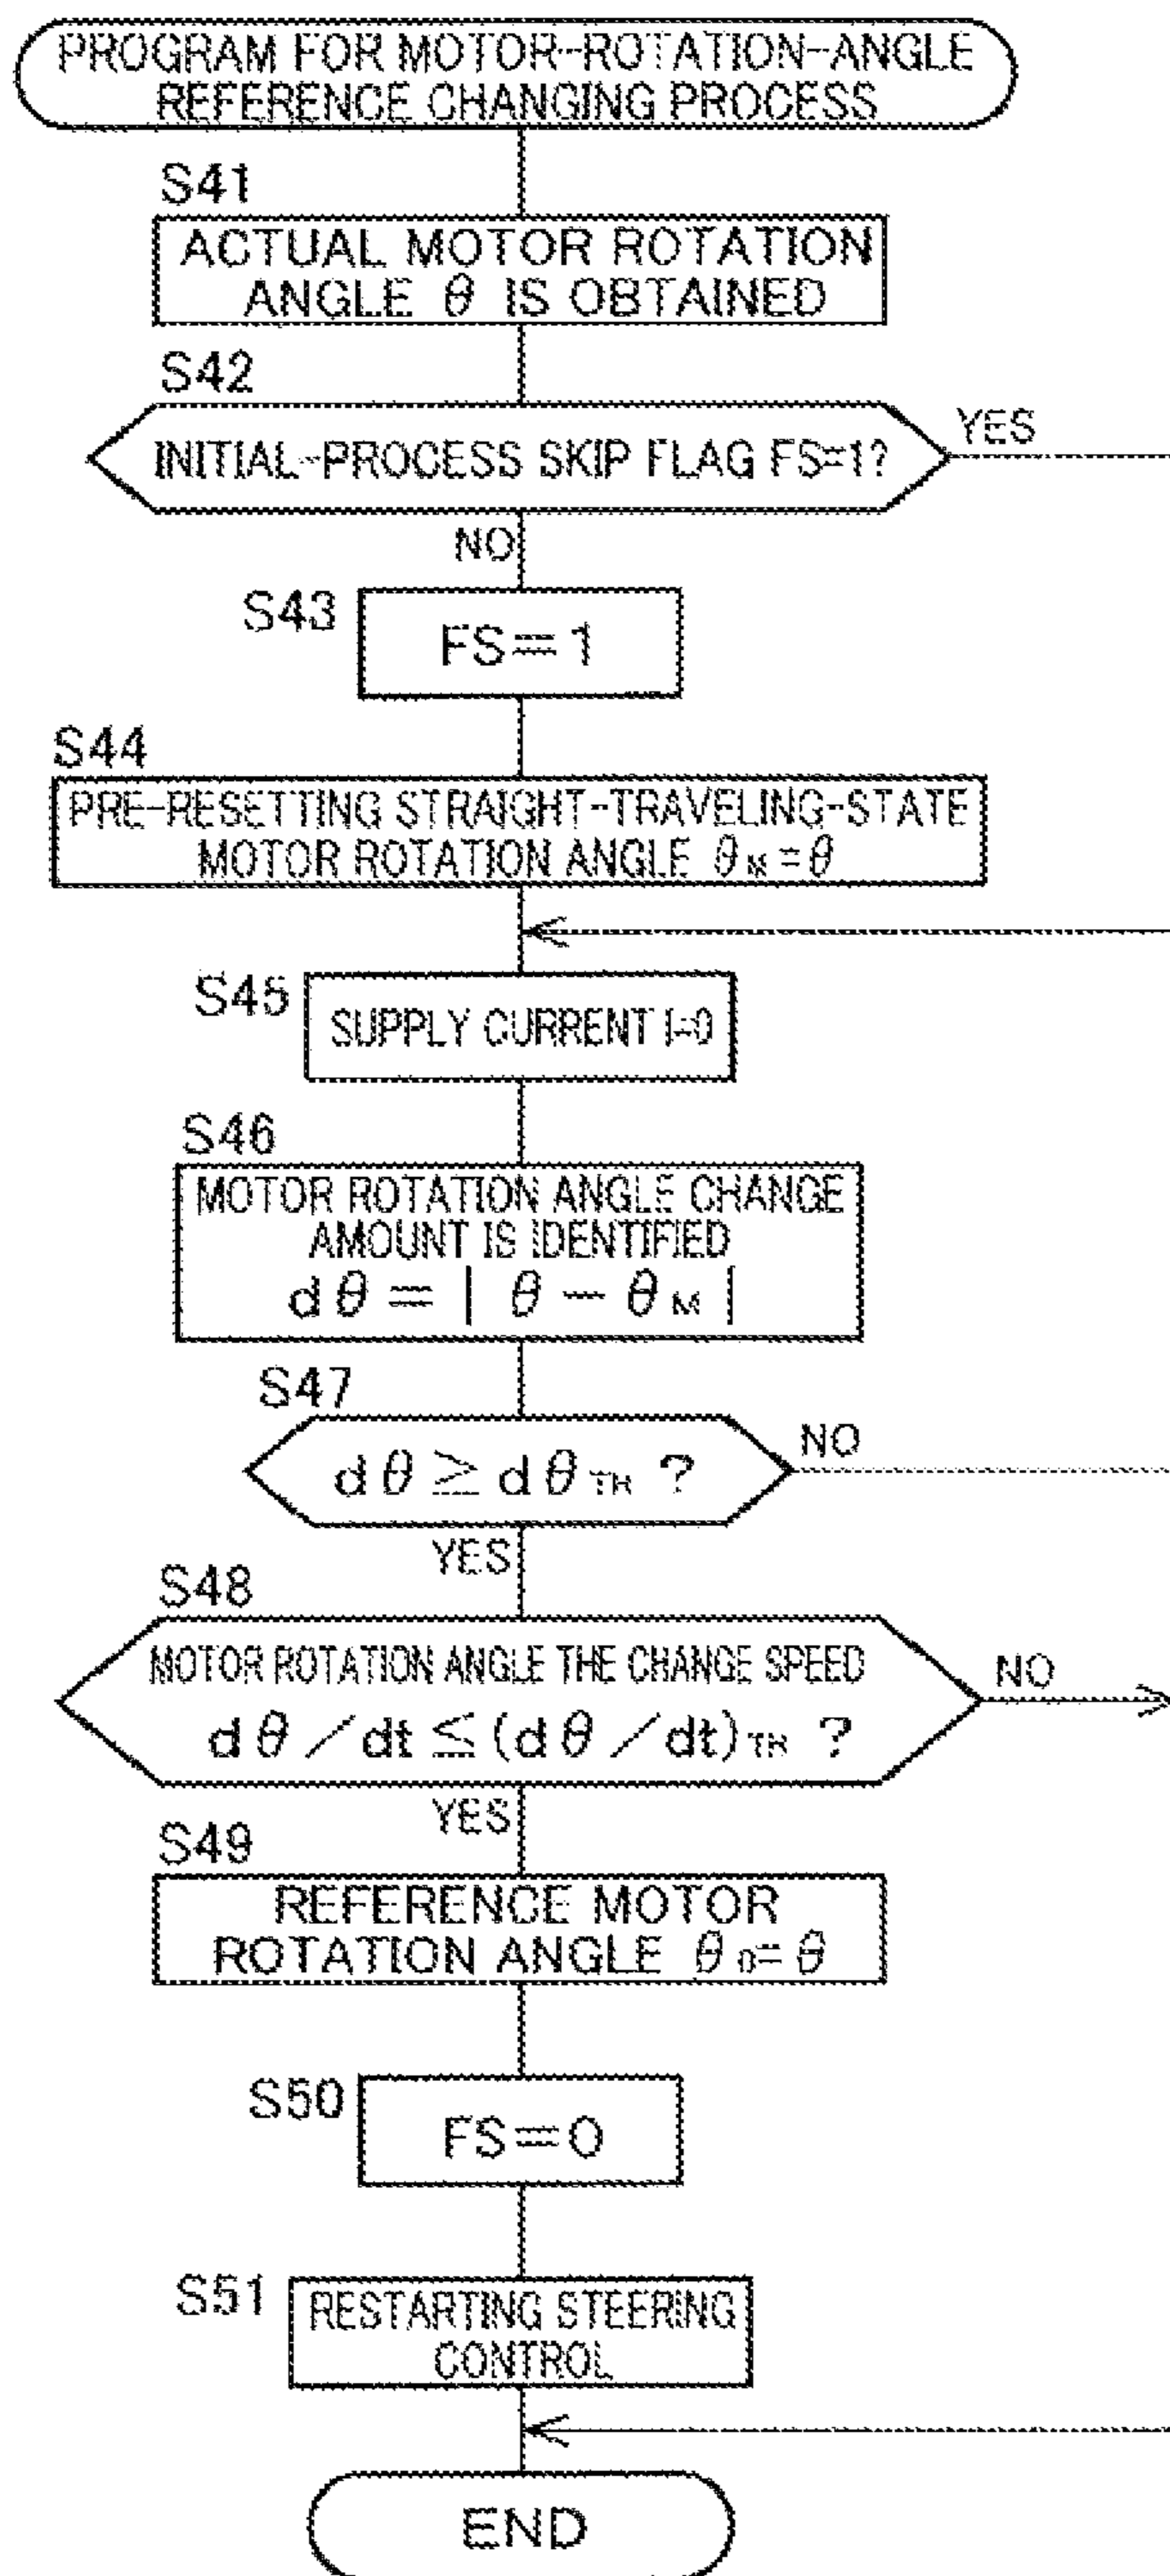 PROGRAM FOR MOTOR-ROTATION-ANGLE
REFERENCE CHANGING PROCESS
S41
ACTUAL MOTOR ROTATION
ANGLE θ IS OBTAINED
S42
INITIAL-PROCESS SKIP FLAG FS=1?
YES
NO
S43
FS=1
S44
PRE-RESETTING STRAIGHT-TRAVELING-STATE
MOTOR ROTATION ANGLE θM=θ
S45
SUPPLY CURRENT I=0
S46
MOTOR ROTATION ANGLE CHANGE
AMOUNT IS IDENTIFIED
dθ=|θ-θM|
S47
dθ≧dθTH ?
NO
YES
S48
MOTOR ROTATION ANGLE THE CHANGE SPEED
dθ/dt≦(dθ/dt)TH ?
NO
YES
S49
REFERENCE MOTOR
ROTATION ANGLE θ0=θ
S50
FS=0
S51
RESTARTING STEERING
CONTROL
END